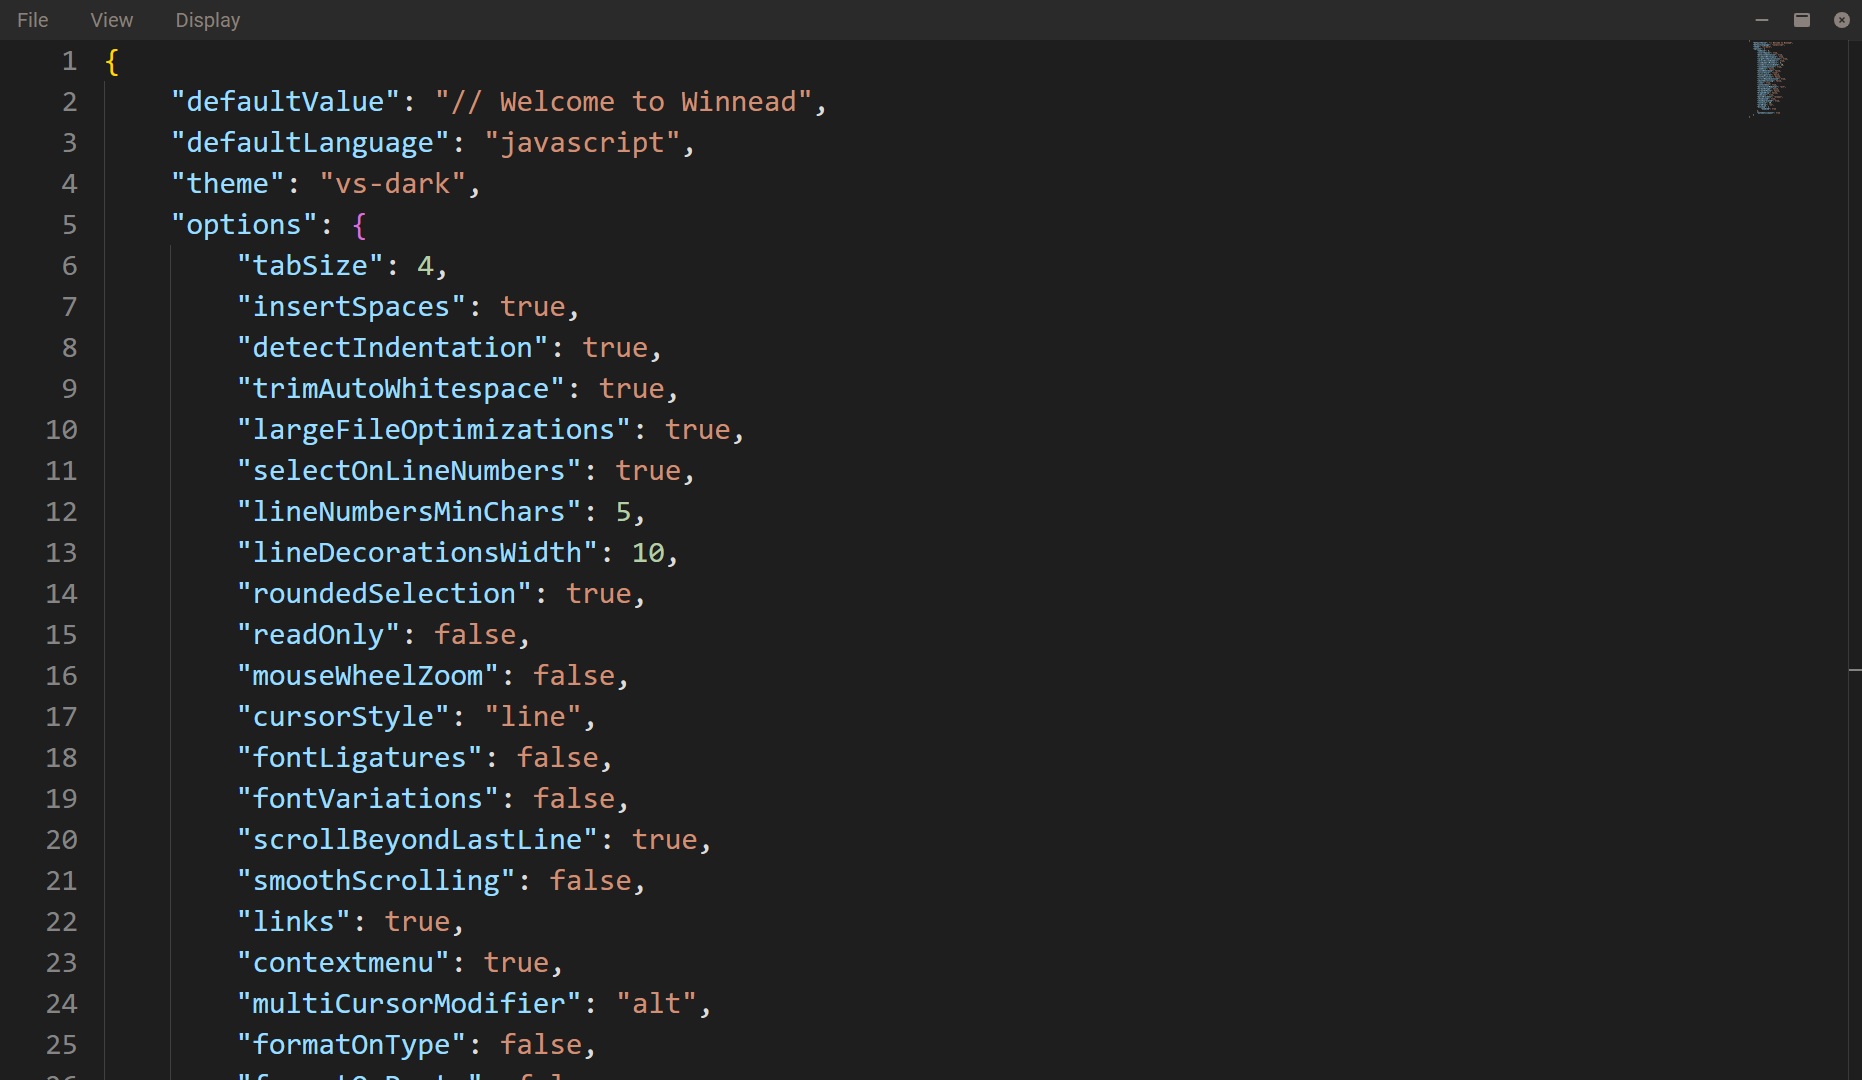 File View Display
1 {
2 "defaultValue": "// Welcome to Winnead",
3 "defaultLanguage": "javascript",
4 "theme": "vs-dark",
5 "options": {
6 "tabSize": 4,
7 "insertSpaces": true,
8 "detectIndentation": true,
9 "trimAutoWhitespace": true,
10 "largeFileOptimizations": true,
11 "selectOnLineNumbers": true,
12 "lineNumbersMinChars": 5,
13 "lineDecorationsWidth": 10,
14 "roundedSelection": true,
15 "readOnly": false,
16 "mouseWheelZoom": false,
17 "cursorStyle": "line",
18 "fontLigatures": false,
19 "fontVariations": false,
20 "scrollBeyondLastLine": true,
21 "smoothScrolling": false,
22 "links": true,
23 "contextmenu": true,
24 "multiCursorModifier": "alt",
25 "formatOnType": false,